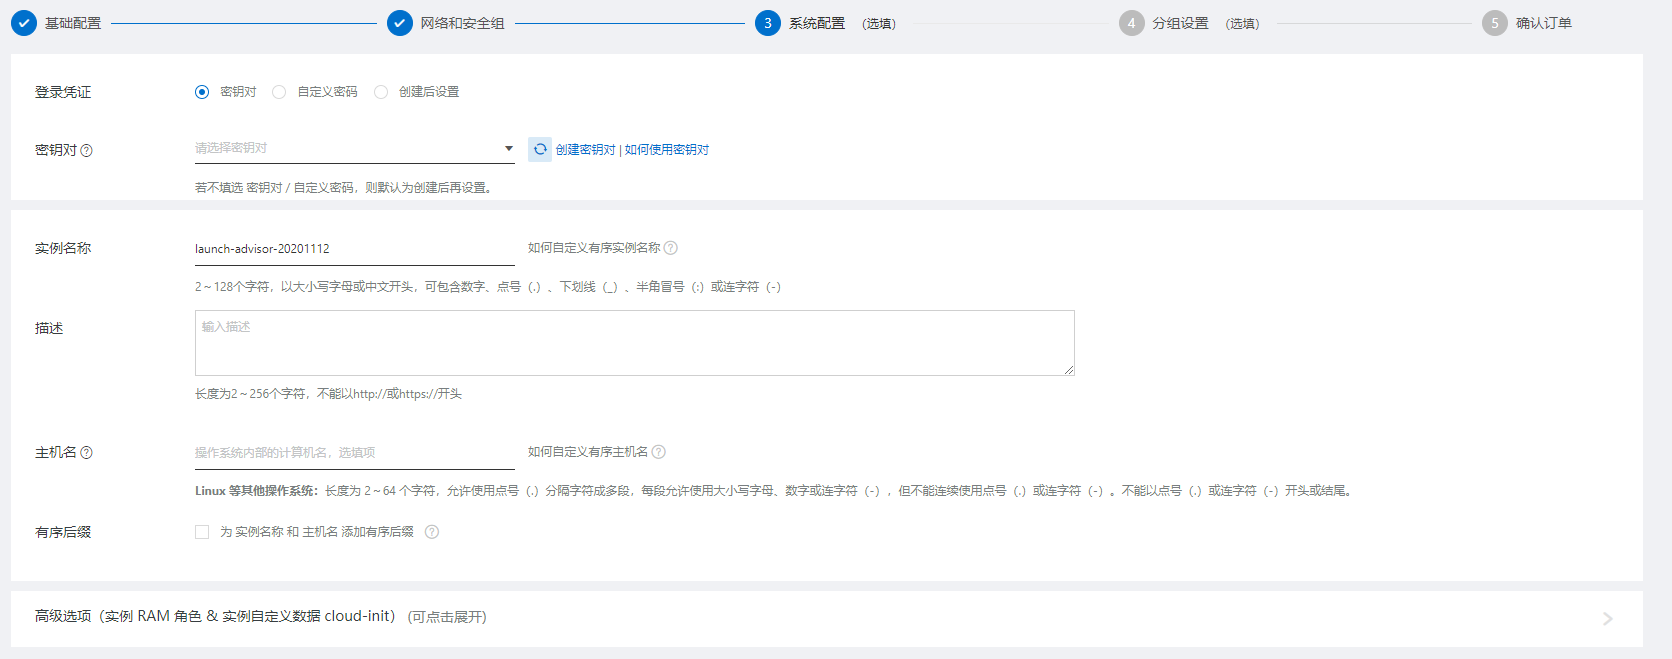 基础配置 网络和安全组 3 系统配置 (选填) 4 分组设置 (选填) 5 确认订单
登录凭证 密钥对 自定义密码 创建后设置
密钥对 ? 请选择密钥对 创建密钥对 | 如何使用密钥对
若不填选 密钥对 / 自定义密码，则默认为创建后再设置。
实例名称 launch-advisor-20201112 如何自定义有序实例名称 ?
2～128个字符，以大小写字母或中文开头，可包含数字、点号（.）、下划线（_）、半角冒号（:）或连字符（-）
描述 输入描述
长度为2～256个字符，不能以http://或https://开头
主机名 ? 操作系统内部的计算机名，选填项 如何自定义有序主机名 ?
Linux 等其他操作系统：长度为 2～64 个字符，允许使用点号（.）分隔字符成多段，每段允许使用大小写字母、数字或连字符（-），但不能连续使用点号（.）或连字符（-）。不能以点号（.）或连字符（-）开头或结尾。
有序后缀 为 实例名称 和 主机名 添加有序后缀 ?
高级选项（实例 RAM 角色 & 实例自定义数据 cloud-init） (可点击展开)